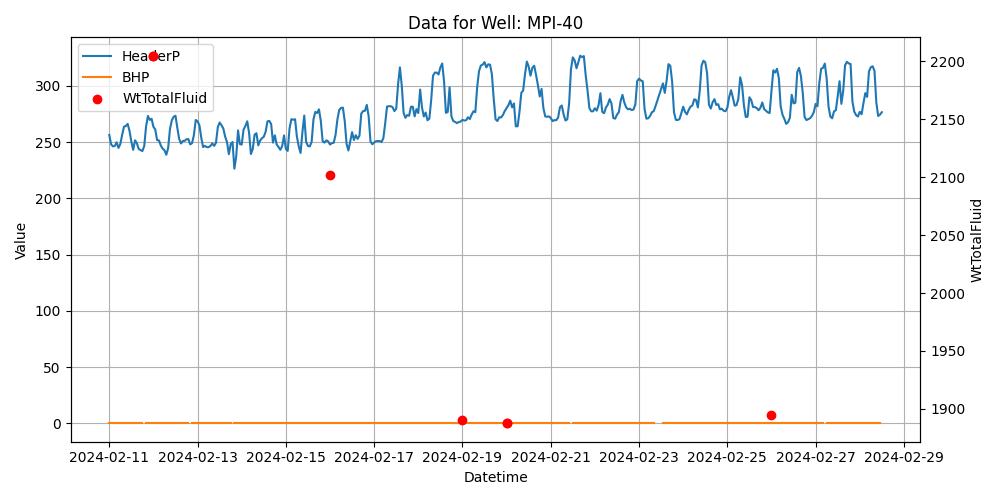 Data for Well: MPI-40
HeaderP
BHP
WtTotalFluid
Value
300
250
200
150
100
50
0
2200
2150
2100
2050
2000
1950
1900
WtTotalFluid
2024-02-11 2024-02-13 2024-02-15 2024-02-17 2024-02-19 2024-02-21 2024-02-23 2024-02-25 2024-02-27 2024-02-29
Datetime